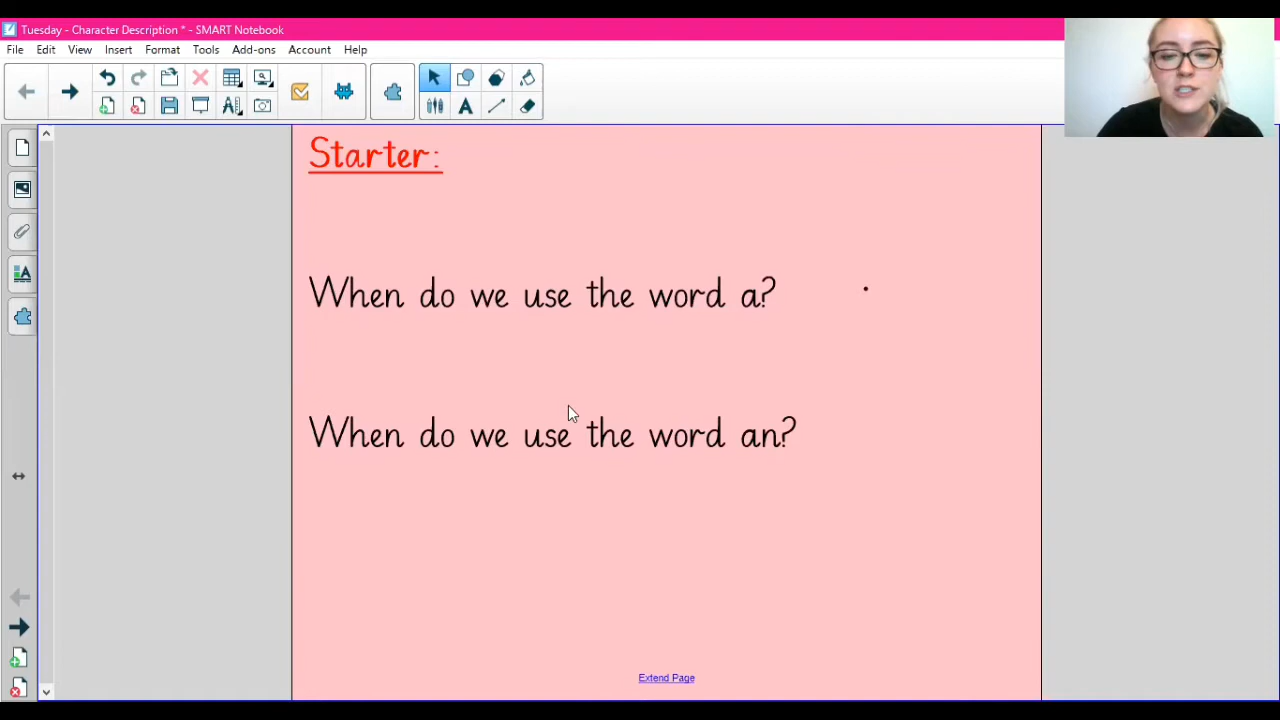 Tuesday - Character Description * - SMART Notebook
File Edit View Insert Format Tools Add-ons Account Help
Starter:
When do we use the word a?
When do we use the word an?
Extend Page